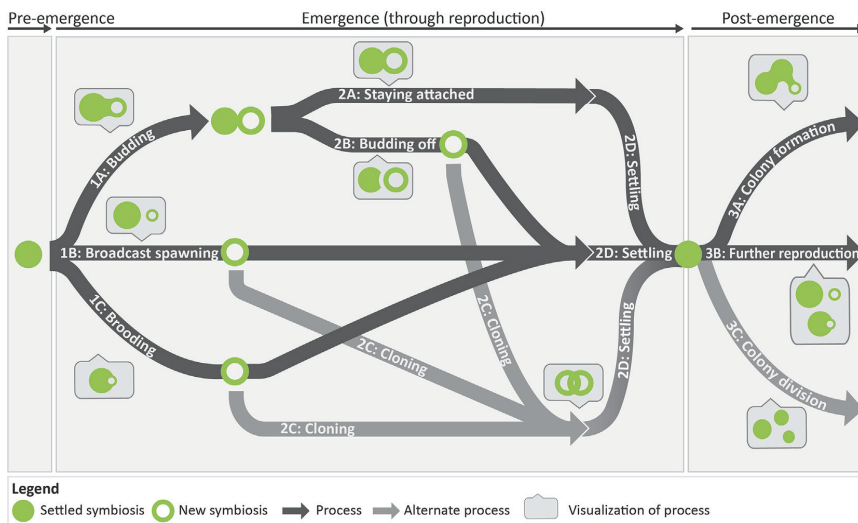 Pre-emergence
Emergence (through reproduction)
Post-emergence
1A: Budding
2A: Staying attached
2B: Budding off
2D: Settling
3A: Colony formation
1B: Broadcast spawning
2D: Settling
3B: Further reproduction
1C: Brooding
2C: Cloning
2C: Cloning
2C: Cloning
2D: Settling
3C: Colony division
Legend
Settled symbiosis
New symbiosis
Process
Alternate process
Visualization of process